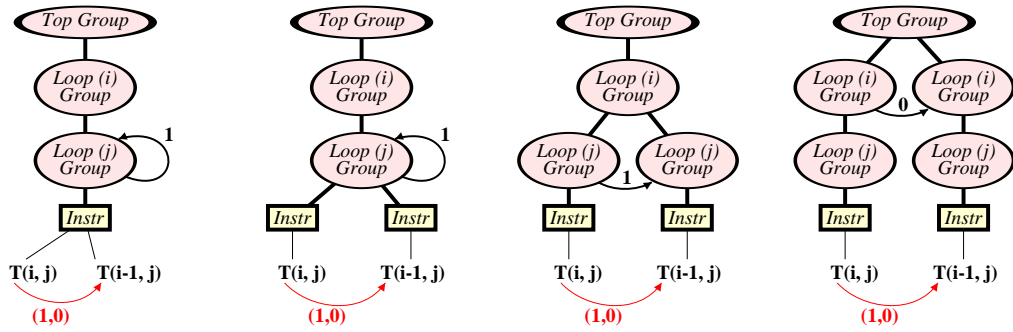 Top Group
Loop (i)
Group
Loop (j)
Group
1
Instr
T(i, j)
T(i-1, j)
(1,0)
Top Group
Loop (i)
Group
Loop (j)
Group
1
Instr
Instr
T(i, j)
T(i-1, j)
(1,0)
Top Group
Loop (i)
Group
Loop (j)
Group
Loop (j)
Group
1
Instr
Instr
T(i, j)
T(i-1, j)
(1,0)
Top Group
Loop (i)
Group
Loop (i)
Group
0
Loop (j)
Group
Loop (j)
Group
Instr
Instr
T(i, j)
T(i-1, j)
(1,0)